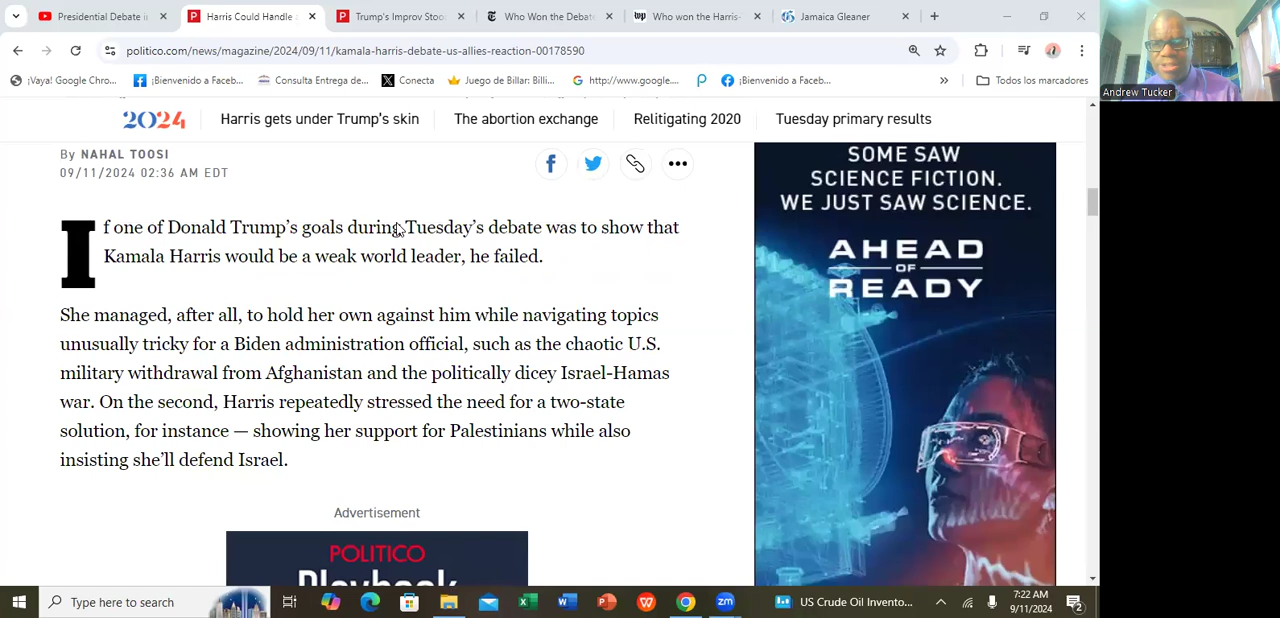 Presidential Debate i
Harris Could Handle
Trump's Improv Stoo
Who Won the Debat
Who won the Harris-
Jamaica Gleaner
politico.com/news/magazine/2024/09/11/kamala-harris-debate-us-allies-reaction-00178590
¡Vaya! Google Chro...
¡Bienvenido a Faceb...
Consulta Entrega de...
Conecta
Juego de Billar: Billi...
http://www.google....
¡Bienvenido a Faceb...
Todos los marcadores
Andrew Tucker
2024
Harris gets under Trump's skin
The abortion exchange
Relitigating 2020
Tuesday primary results
By NAHAL TOOSI
09/11/2024 02:36 AM EDT
If one of Donald Trump's goals during Tuesday's debate was to show that
Kamala Harris would be a weak world leader, he failed.
She managed, after all, to hold her own against him while navigating topics
unusually tricky for a Biden administration official, such as the chaotic U.S.
military withdrawal from Afghanistan and the politically dicey Israel-Hamas
war. On the second, Harris repeatedly stressed the need for a two-state
solution, for instance — showing her support for Palestinians while also
insisting she'll defend Israel.
Advertisement
POLITICO
Playbook
SOME SAW
SCIENCE FICTION.
WE JUST SAW SCIENCE.
AHEAD
OF
READY
Type here to search
US Crude Oil Invento...
7:22 AM
9/11/2024
2